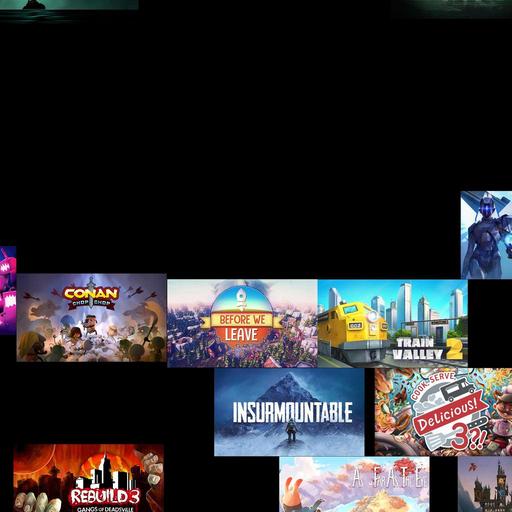 CONAN
CHOP CHOP
BEFORE WE
LEAVE
602
TRAIN
VALLEY 2
INSURMOUNTABLE
COOK, SERVE,
Delicious!
3?!
REBUILD 3
GANGS OF DEADSVILLE